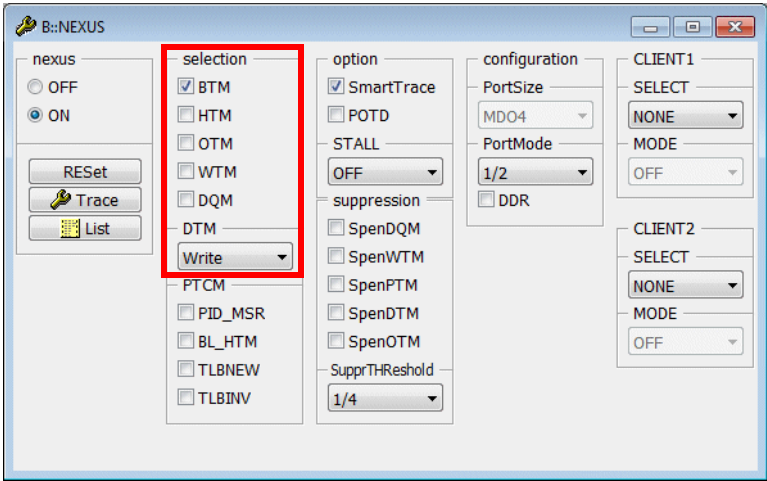 B::NEXUS
nexus
OFF
ON
RESet
Trace
List
selection
BTM
HTM
OTM
WTM
DQM
DTM
Write
PTCM
PID_MSR
BL_HTM
TLBNEW
TLBINV
option
SmartTrace
POTD
STALL
OFF
suppression
SpenDQM
SpenWTM
SpenPTM
SpenDTM
SpenOTM
SupprTHReshold
1/4
configuration
PortSize
MDO4
PortMode
1/2
DDR
CLIENT1
SELECT
NONE
MODE
OFF
CLIENT2
SELECT
NONE
MODE
OFF